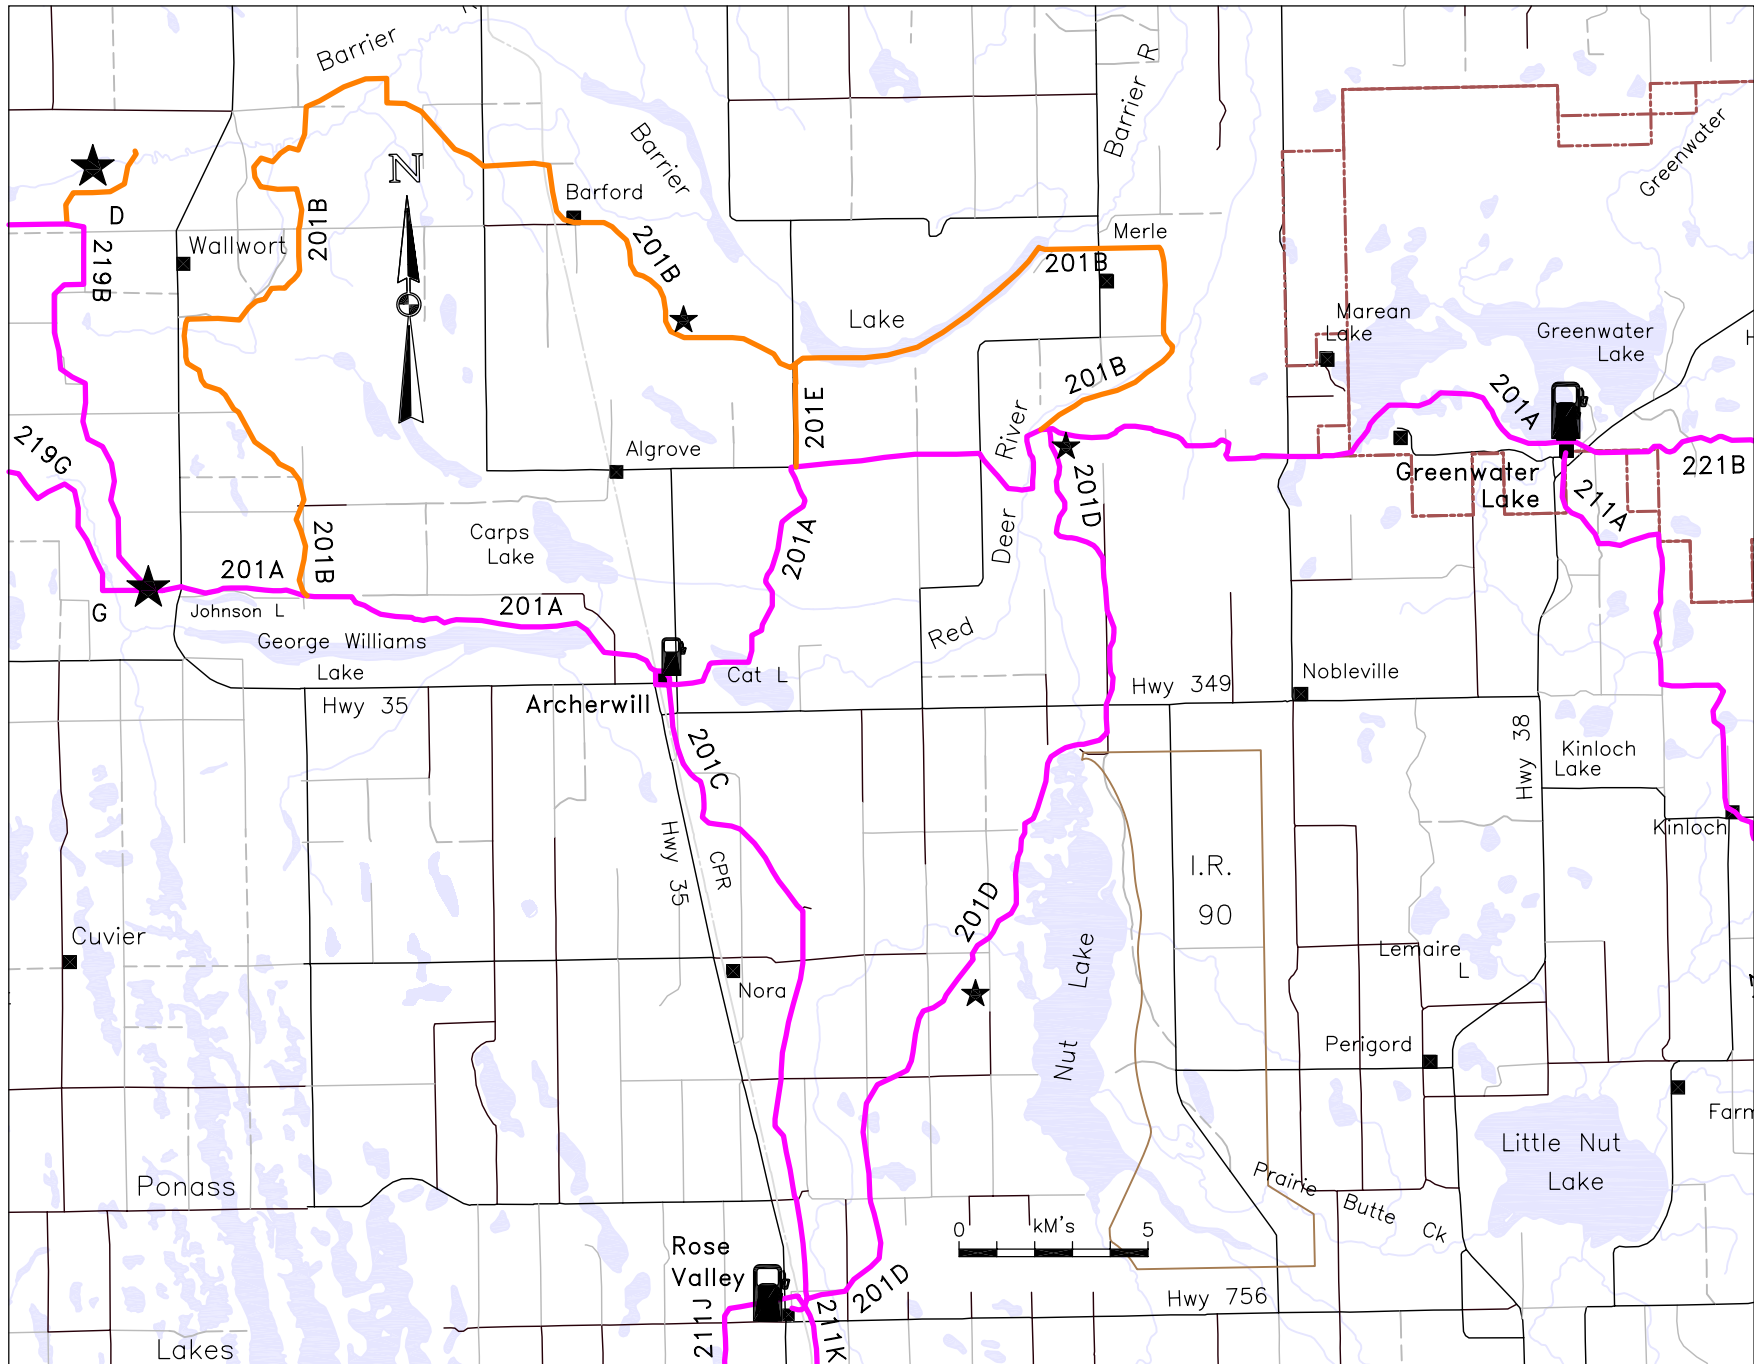 Barrier
R
Barrier
Barrier R
Greenwater
N
D
219B
Wallwort
201B
Barford
201B
Merle
201B
Lake
Marean
Lake
Greenwater
Lake
H
201E
201B
201A
219G
Algrove
River
201D
Greenwater
Lake
221B
211A
Carps
Lake
201A
Deer
201B
201A
G
Johnson L
201A
George Williams
Lake
Red
Hwy 35
Archerwill
Cat L
Hwy 349
Nobleville
201C
Hwy 38
Kinloch
Lake
Kinloch
Hwy 35
CPR
I.R.
90
201D
Cuvier
Nora
Nut Lake
Lemaire
L
Perigord
Farm
Little Nut
Lake
Ponass
Prairie
Butte
Ck
0 kM's 5
Rose
Valley
201D
Hwy 756
211J
211K
Lakes